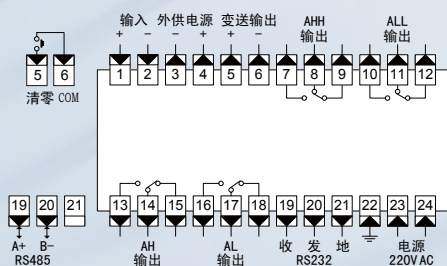 输入 外供电源 变送输出 AHH ALL
+ − − + + − 输出 输出
5 6 1 2 3 4 5 6 7 8 9 10 11 12
清零 COM
19 20 21 13 14 15 16 17 18 19 20 21 22 23 24
A+ B− AH AL 收 发 地 电源
RS485 输出 输出 RS232 220V AC